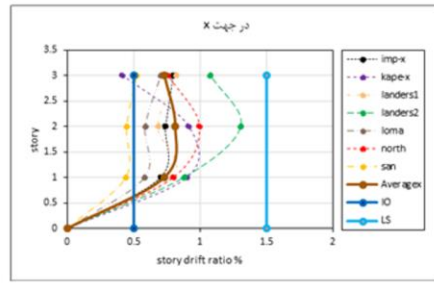 در جهت x
3.5
3
2.5
2
1.5
1
0.5
0
story
0 0.5 1 1.5 2
story drift ratio %
imp-x
kape-x
landers1
landers2
loma
north
san
Averagex
IO
LS